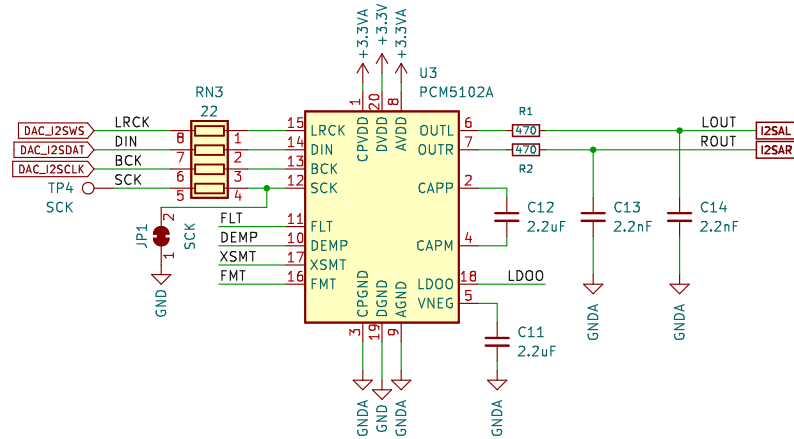 +3.3VA
+3.3V
+3.3VA
U3
PCM5102A
RN3
22
R1
1
20
8
DAC_I2SWS
LRCK
8
1
15
LRCK
CPVDD
DVDD
AVDD
OUTL
6
470
LOUT
I2SAL
DAC_I2SDAT
DIN
7
2
14
DIN
OUTR
7
470
ROUT
I2SAR
DAC_I2SCLK
BCK
6
3
13
BCK
R2
TP4
SCK
5
4
12
SCK
CAPP
2
SCK
JP1
2
1
SCK
GND
C12
2.2uF
C13
2.2nF
C14
2.2nF
FLT
11
FLT
DEMP
10
DEMP
CAPM
4
XSMT
17
XSMT
FMT
16
FMT
LDOO
18
LDOO
VNEG
5
CPGND
DGND
AGND
3
19
9
C11
2.2uF
GNDA
GNDA
GNDA
GND
GNDA
GNDA